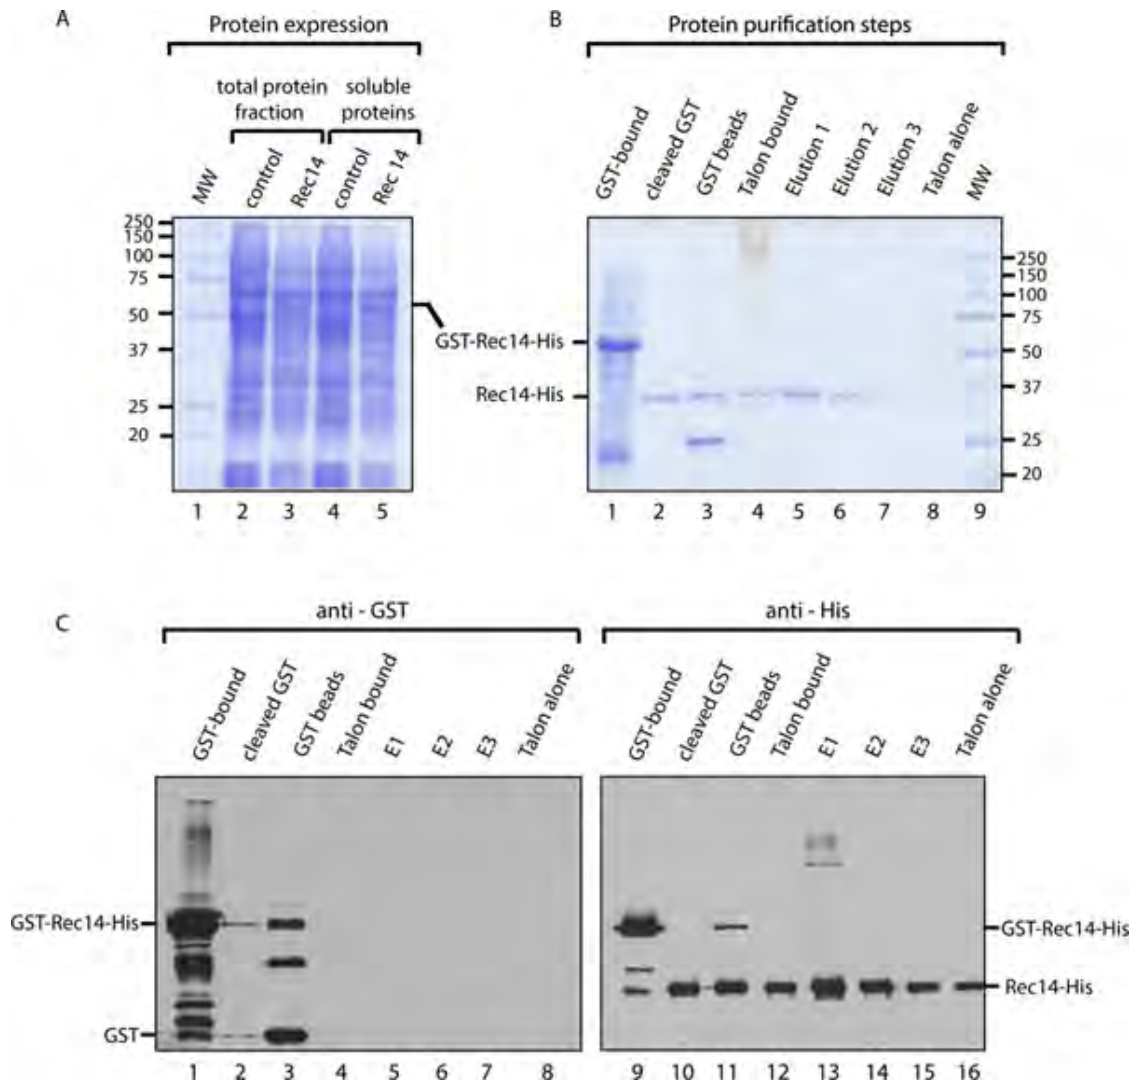 A
Protein expression
total protein
fraction
soluble
proteins
MW
control
Rec14
control
Rec 14
250
150
100
75
50
37
25
20
1 2 3 4 5
B
Protein purification steps
GST-bound
cleaved GST
GST beads
Talon bound
Elution 1
Elution 2
Elution 3
Talon alone
MW
GST-Rec14-His
Rec14-His
250
150
100
75
50
37
25
20
1 2 3 4 5 6 7 8 9
C
anti - GST
GST-bound
cleaved GST
GST beads
Talon bound
E1
E2
E3
Talon alone
GST-Rec14-His
GST
1 2 3 4 5 6 7 8
anti - His
GST-bound
cleaved GST
GST beads
Talon bound
E1
E2
E3
Talon alone
GST-Rec14-His
Rec14-His
9 10 11 12 13 14 15 16